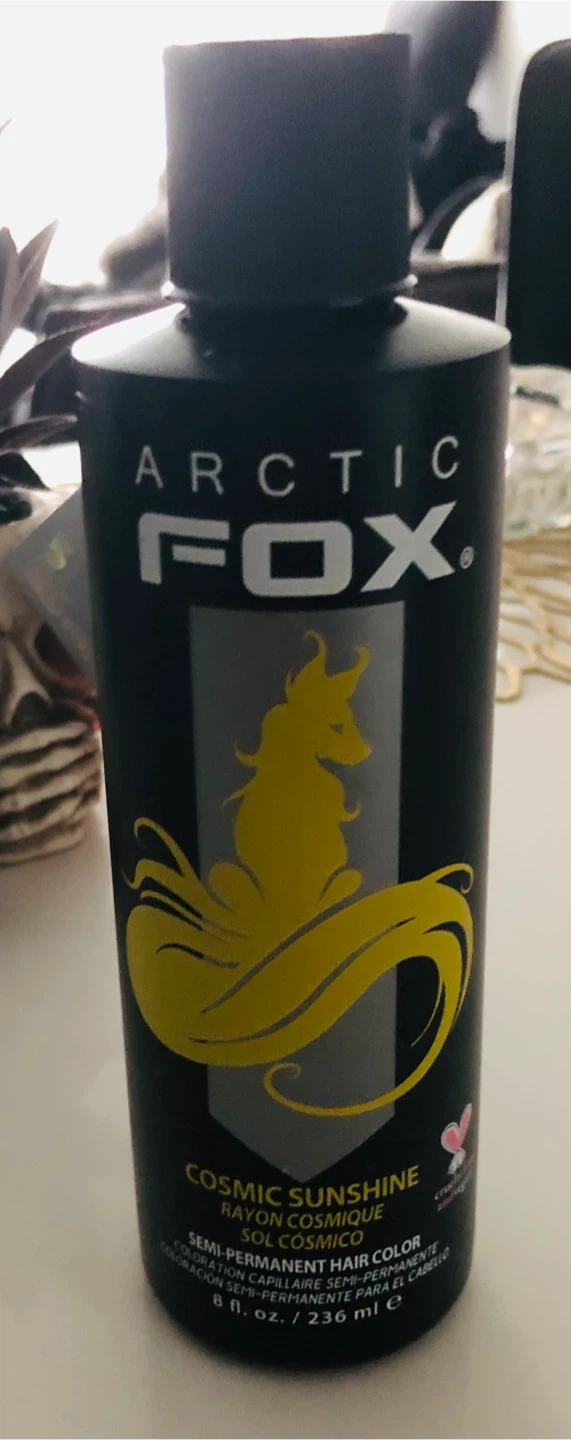 ARCTIC
FOX®
COSMIC SUNSHINE
RAYON COSMIQUE
SOL CÓSMICO
SEMI-PERMANENT HAIR COLOR
COLORATION CAPILLAIRE SEMI-PERMANENTE
COLORACIÓN SEMI-PERMANENTE PARA EL CABELLO
8 fl. oz. / 236 ml e